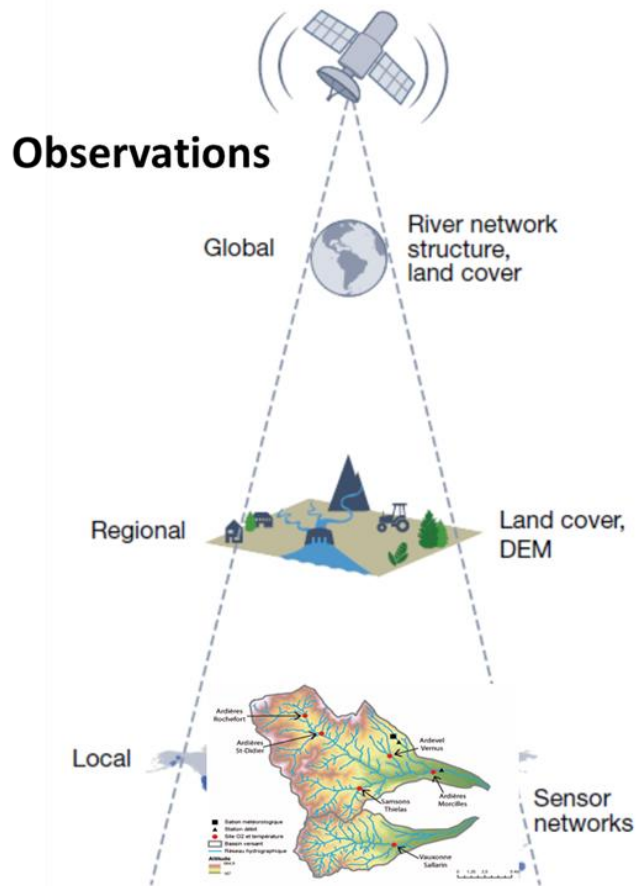 Observations
Global
River network
structure,
land cover
Regional
Land cover,
DEM
Local
Ardières
Rochefort
Ardières
St-Didier
Ardevel
Vernus
Samsons
Thielas
Ardières
Morcilles
Vauxonne
Sallarin
Station météorologique
Station débit
Site O2 et température
Bassin versant
Réseau hydrographique
Altitude
Sensor
networks